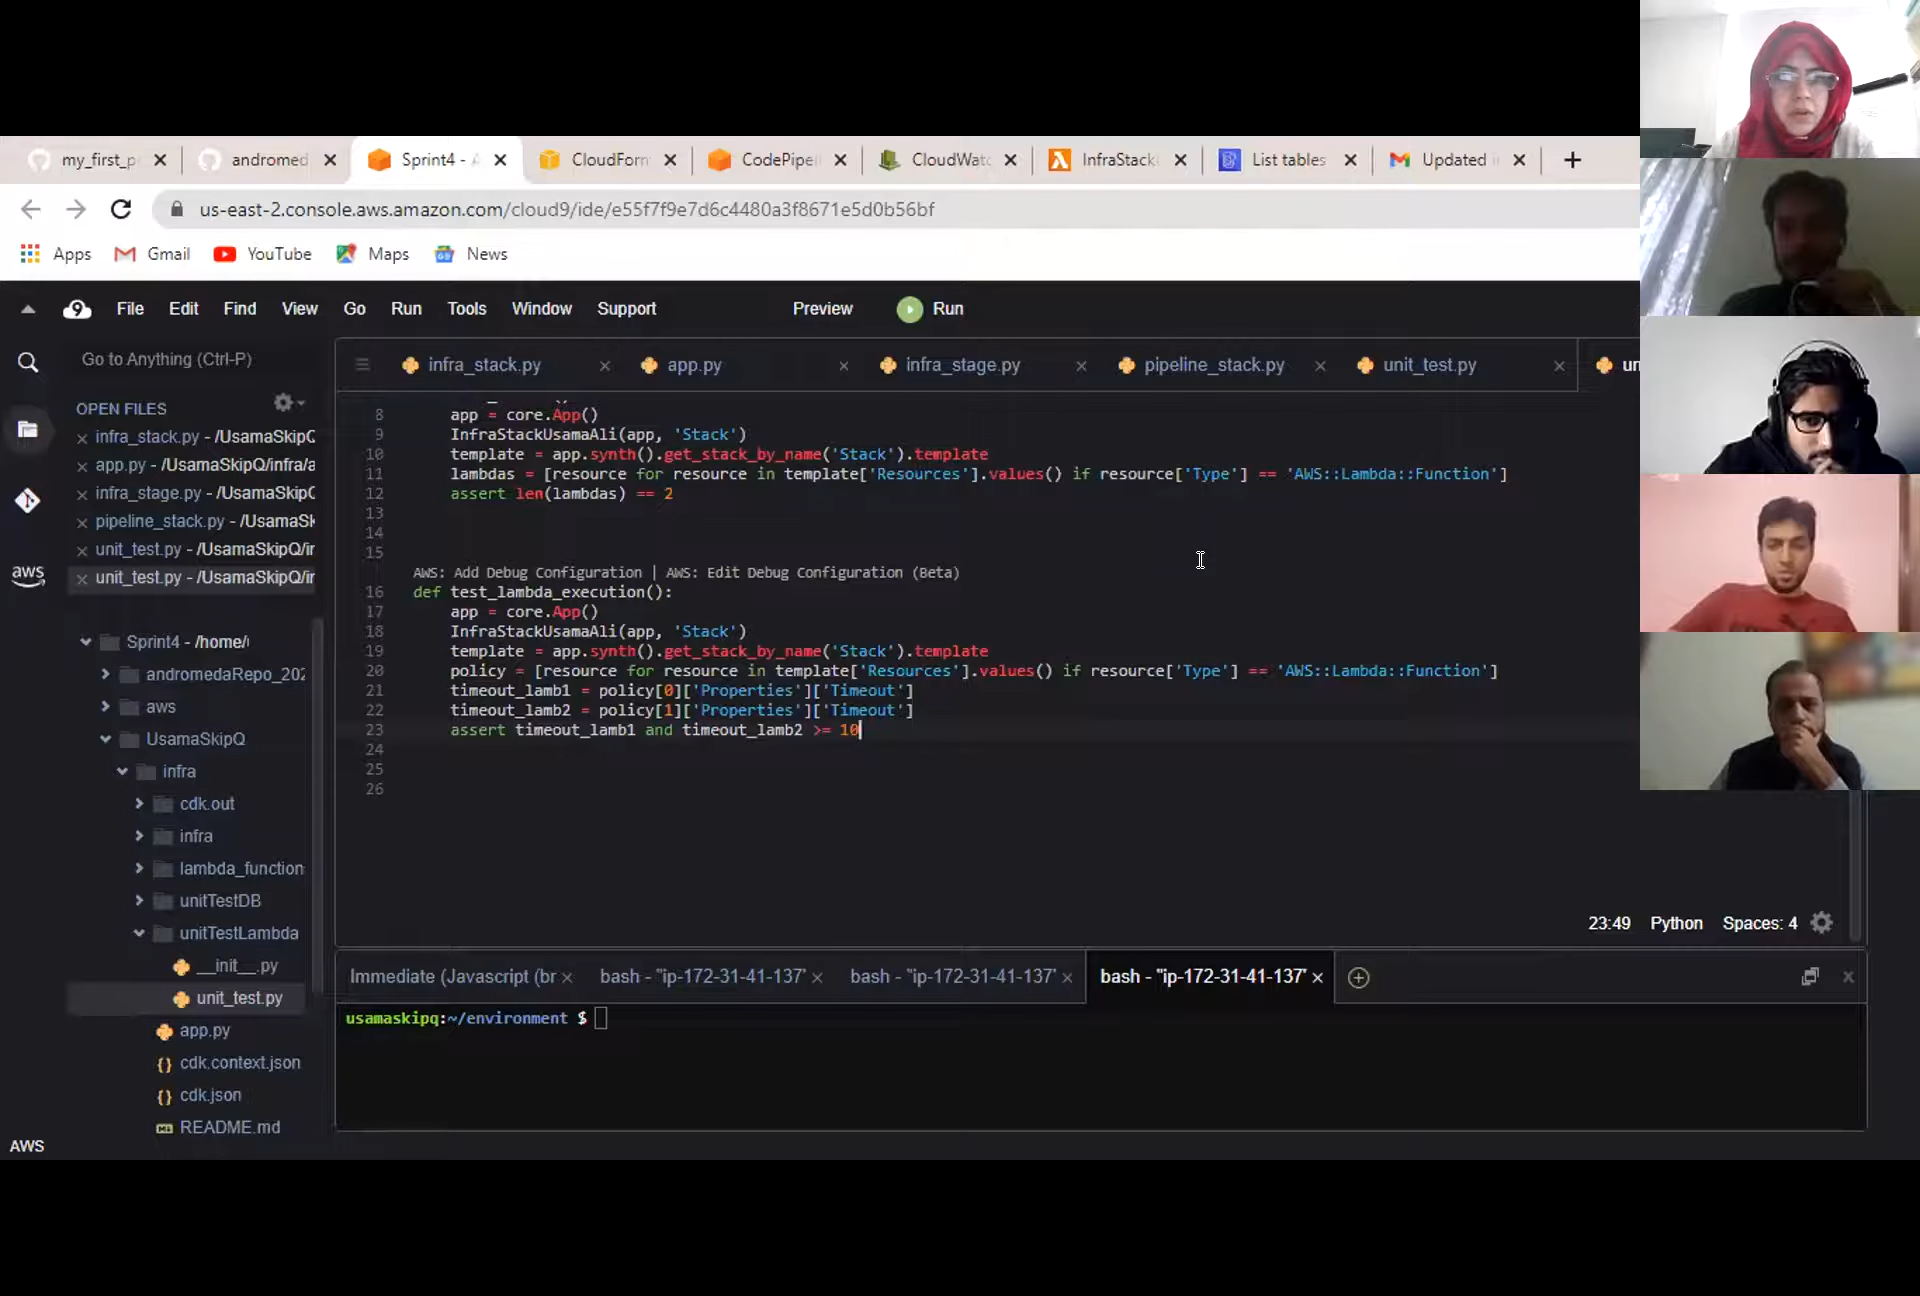 my_first_p
andromed
Sprint4 - A
CloudForm
CodePipe
CloudWatc
InfraStack
List tables
Updated i
us-east-2.console.aws.amazon.com/cloud9/ide/e55f7f9e7d6c4480a3f8671e5d0b56bf
Apps Gmail YouTube Maps News
File Edit Find View Go Run Tools Window Support Preview Run
Go to Anything (Ctrl-P)
OPEN FILES
infra_stack.py - /UsamaSkipQ
app.py - /UsamaSkipQ/infra/a
infra_stage.py - /UsamaSkipQ
pipeline_stack.py - /UsamaSk
unit_test.py - /UsamaSkipQ/ir
unit_test.py - /UsamaSkipQ/ir
Sprint4 - /home/
andromedaRepo_202
aws
UsamaSkipQ
infra
cdk.out
infra
lambda_function
unitTestDB
unitTestLambda
__init__.py
unit_test.py
app.py
cdk.context.json
cdk.json
README.md
aws
AWS
infra_stack.py app.py infra_stage.py pipeline_stack.py unit_test.py un
8 app = core.App()
9 InfraStackUsamaAli(app, 'Stack')
10 template = app.synth().get_stack_by_name('Stack').template
11 lambdas = [resource for resource in template['Resources'].values() if resource['Type'] == 'AWS::Lambda::Function']
12 assert len(lambdas) == 2
13
14
15
AWS: Add Debug Configuration | AWS: Edit Debug Configuration (Beta)
16 def test_lambda_execution():
17 app = core.App()
18 InfraStackUsamaAli(app, 'Stack')
19 template = app.synth().get_stack_by_name('Stack').template
20 policy = [resource for resource in template['Resources'].values() if resource['Type'] == 'AWS::Lambda::Function']
21 timeout_lamb1 = policy[0]['Properties']['Timeout']
22 timeout_lamb2 = policy[1]['Properties']['Timeout']
23 assert timeout_lamb1 and timeout_lamb2 >= 10
24
25
26
23:49 Python Spaces: 4
Immediate (Javascript (br bash - "ip-172-31-41-137" bash - "ip-172-31-41-137" bash - "ip-172-31-41-137"
usamaskipq:~/environment $